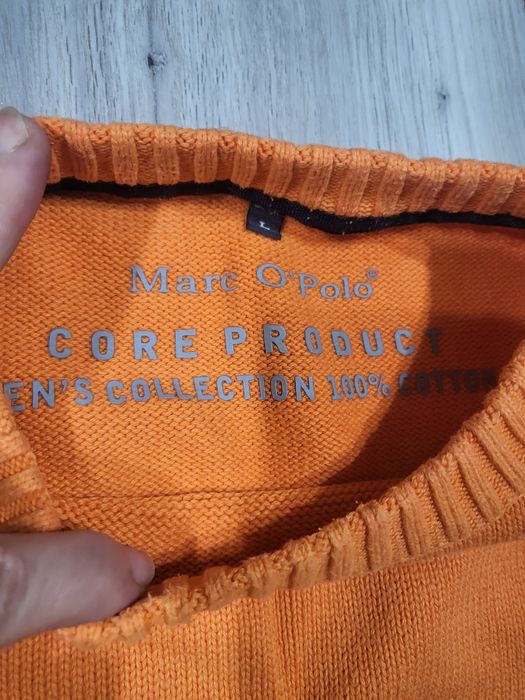 L
Marc O'Polo®
CORE PRODUCT
EN'S COLLECTION 100% COTTON